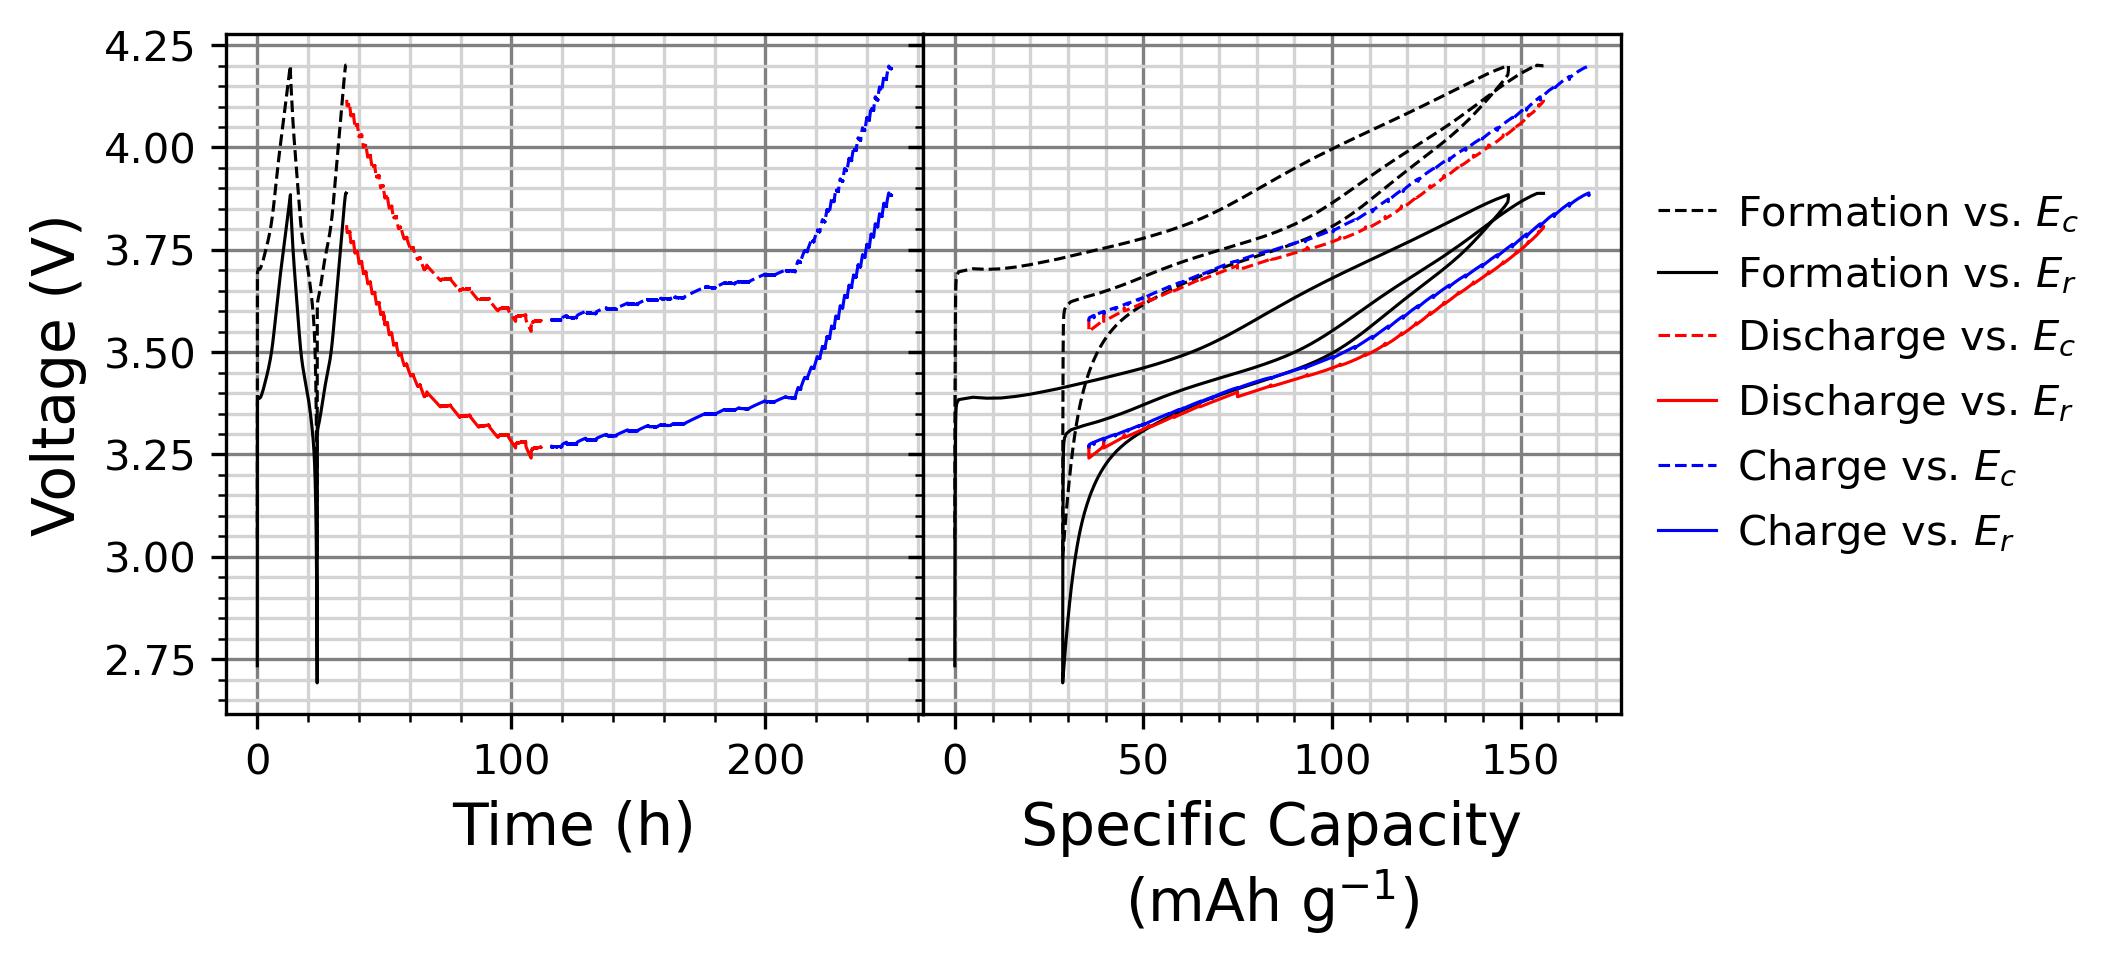 4.25
4.00
3.75
3.50
3.25
3.00
2.75
Voltage (V)
0 100 200
Time (h)
0 50 100 150
Specific Capacity
(mAh g⁻¹)
Formation vs. E_c
Formation vs. E_r
Discharge vs. E_c
Discharge vs. E_r
Charge vs. E_c
Charge vs. E_r